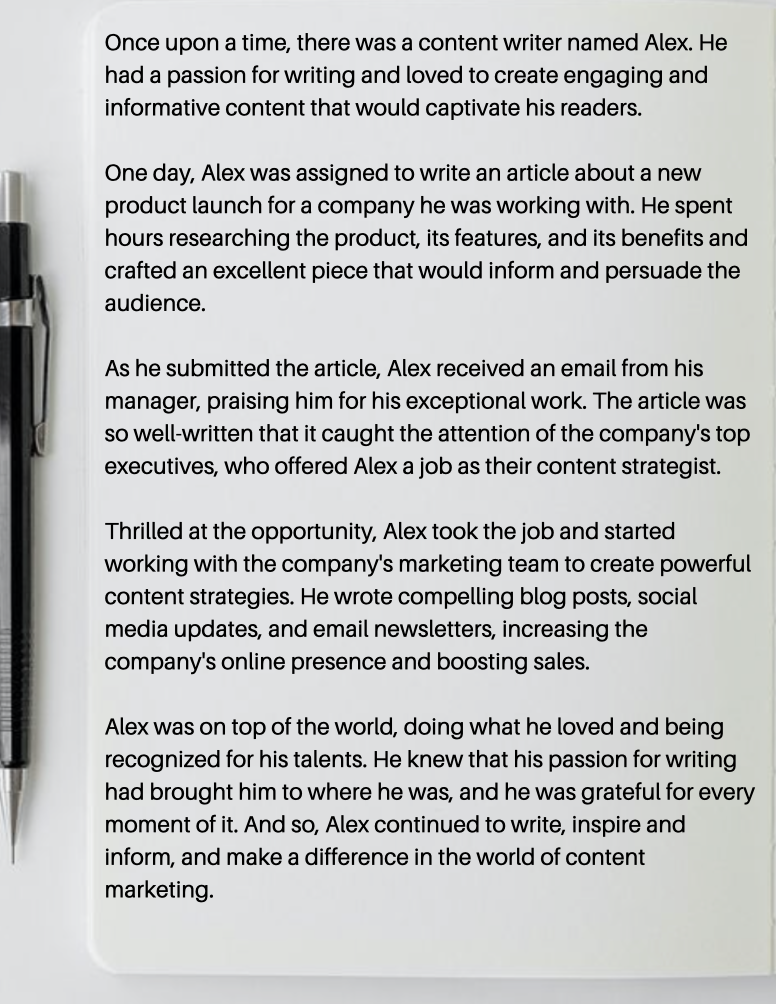 Once upon a time, there was a content writer named Alex. He
had a passion for writing and loved to create engaging and
informative content that would captivate his readers.
One day, Alex was assigned to write an article about a new
product launch for a company he was working with. He spent
hours researching the product, its features, and its benefits and
crafted an excellent piece that would inform and persuade the
audience.
As he submitted the article, Alex received an email from his
manager, praising him for his exceptional work. The article was
so well-written that it caught the attention of the company's top
executives, who offered Alex a job as their content strategist.
Thrilled at the opportunity, Alex took the job and started
working with the company's marketing team to create powerful
content strategies. He wrote compelling blog posts, social
media updates, and email newsletters, increasing the
company's online presence and boosting sales.
Alex was on top of the world, doing what he loved and being
recognized for his talents. He knew that his passion for writing
had brought him to where he was, and he was grateful for every
moment of it. And so, Alex continued to write, inspire and
inform, and make a difference in the world of content
marketing.